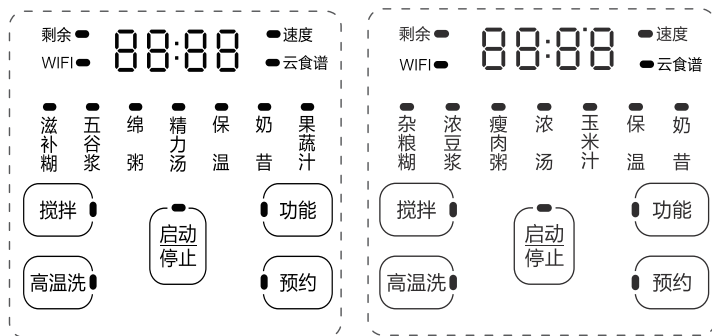 剩余 88:88 速度
WIFI 云食谱
滋补糊 五谷浆 绵粥 精力汤 保温 奶昔 果蔬汁
搅拌 功能
启动
停止
高温洗 预约
剩余 88:88 速度
WIFI 云食谱
杂粮糊 浓豆浆 瘦肉粥 浓汤 玉米汁 保温 奶昔
搅拌 功能
启动
停止
高温洗 预约